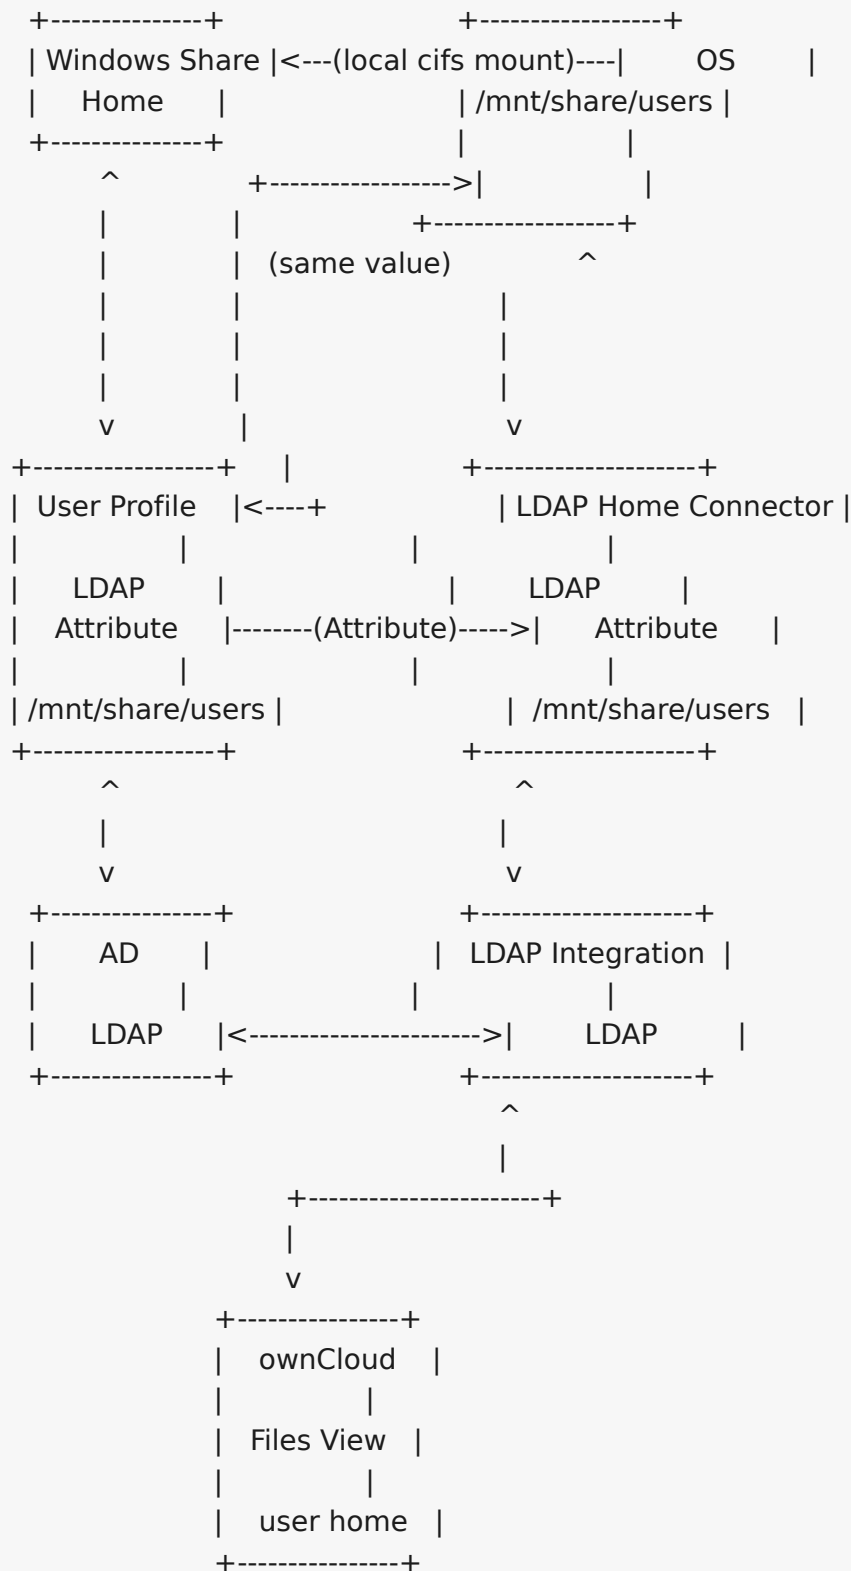 +---------------+ +------------------+
| Windows Share |<---(local cifs mount)----| OS |
| Home | | /mnt/share/users |
+---------------+ | |
^ +------------------>| |
| | +------------------+
| | (same value) ^
| | |
| | |
| | |
v | v
+------------------+ | +---------------------+
| User Profile |<----+ | LDAP Home Connector |
| | | |
| LDAP | | LDAP |
| Attribute |--------(Attribute)----->| Attribute |
| | | |
| /mnt/share/users | | /mnt/share/users |
+------------------+ +---------------------+
^ ^
| |
v v
+----------------+ +---------------------+
| AD | | LDAP Integration |
| | | |
| LDAP |<----------------------->| LDAP |
+----------------+ +---------------------+
^
|
+-----------------------+
|
v
+----------------+
| ownCloud |
| |
| Files View |
| |
| user home |
+----------------+